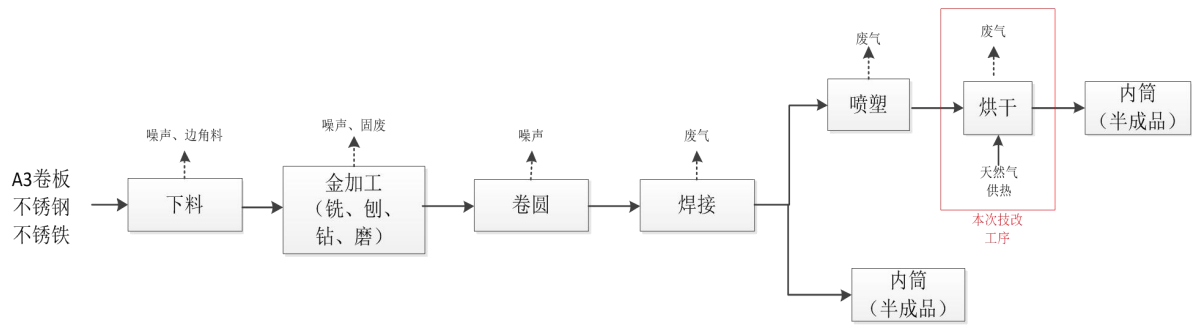 A3卷板
不锈钢
不锈铁
噪声、边角料
下料
噪声、固废
金加工
（铣、刨、
钻、磨）
噪声
卷圆
废气
焊接
废气
喷塑
废气
烘干
天然气
供热
本次技改
工序
内筒
（半成品）
内筒
（半成品）